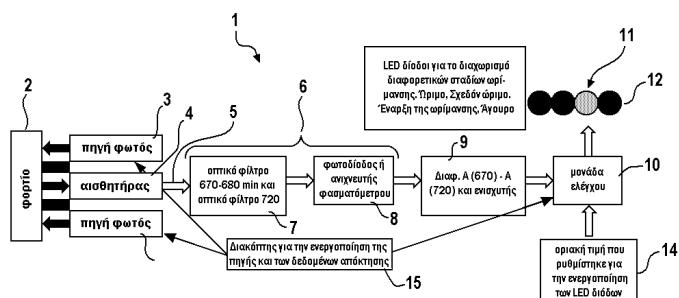 1
LED δίοδοι για το διαχωρισμό
διαφορετικών σταδίων ωρί-
μανσης, Ώριμο, Σχεδόν ώριμο.
Έναρξη της ωρίμανσης, Άγουρο
11
12
2
3
4
5
6
9
10
φορτίο
πηγή φωτός
αισθητήρας
πηγή φωτός
οπτικό φίλτρο
670-680 min και
οπτικό φίλτρο 720
7
φωτοδίοδος ή
ανιχνευτής
φασματόμετρου
8
Διαφ. Α (670) - Α
(720) και ενισχυτής
μονάδα
ελέγχου
Διακόπτης για την ενεργοποίηση της
πηγής και των δεδομένων απόκτησης
15
οριακή τιμή που
ρυθμίστηκε για
την ενεργοποίηση
των LED διόδων
14